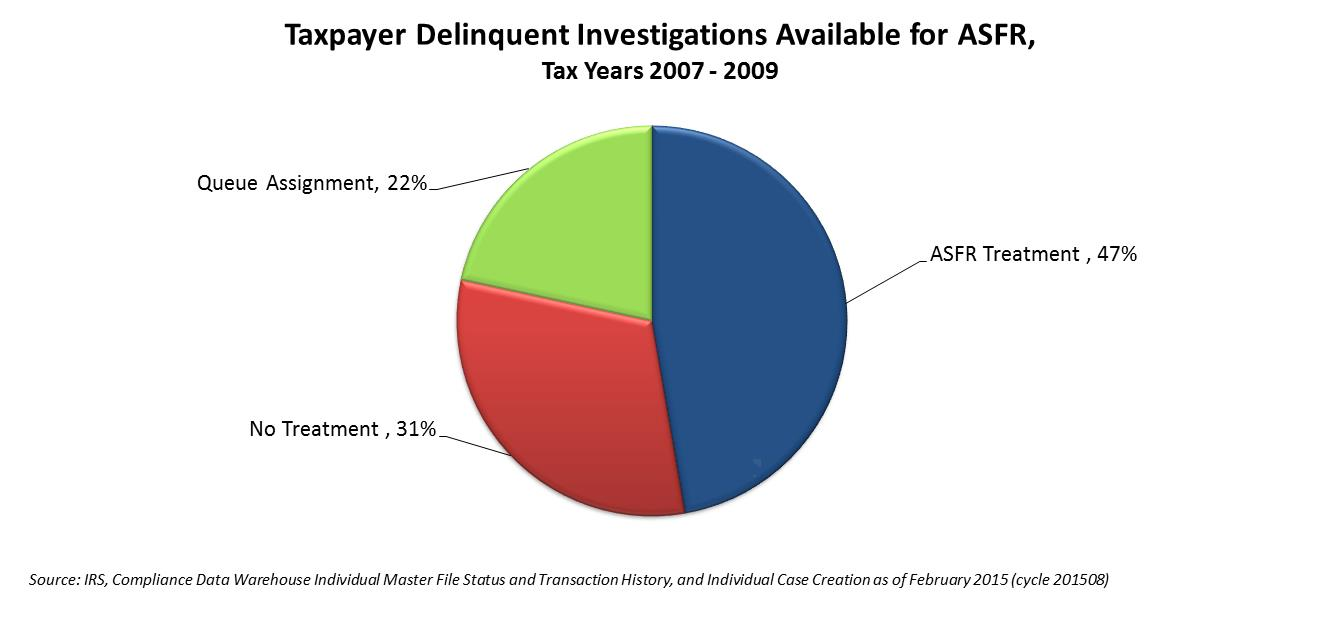 Taxpayer Delinquent Investigations Available for ASFR,
Tax Years 2007 - 2009
Queue Assignment, 22%
ASFR Treatment , 47%
No Treatment , 31%
Source: IRS, Compliance Data Warehouse Individual Master File Status and Transaction History, and Individual Case Creation as of February 2015 (cycle 201508)